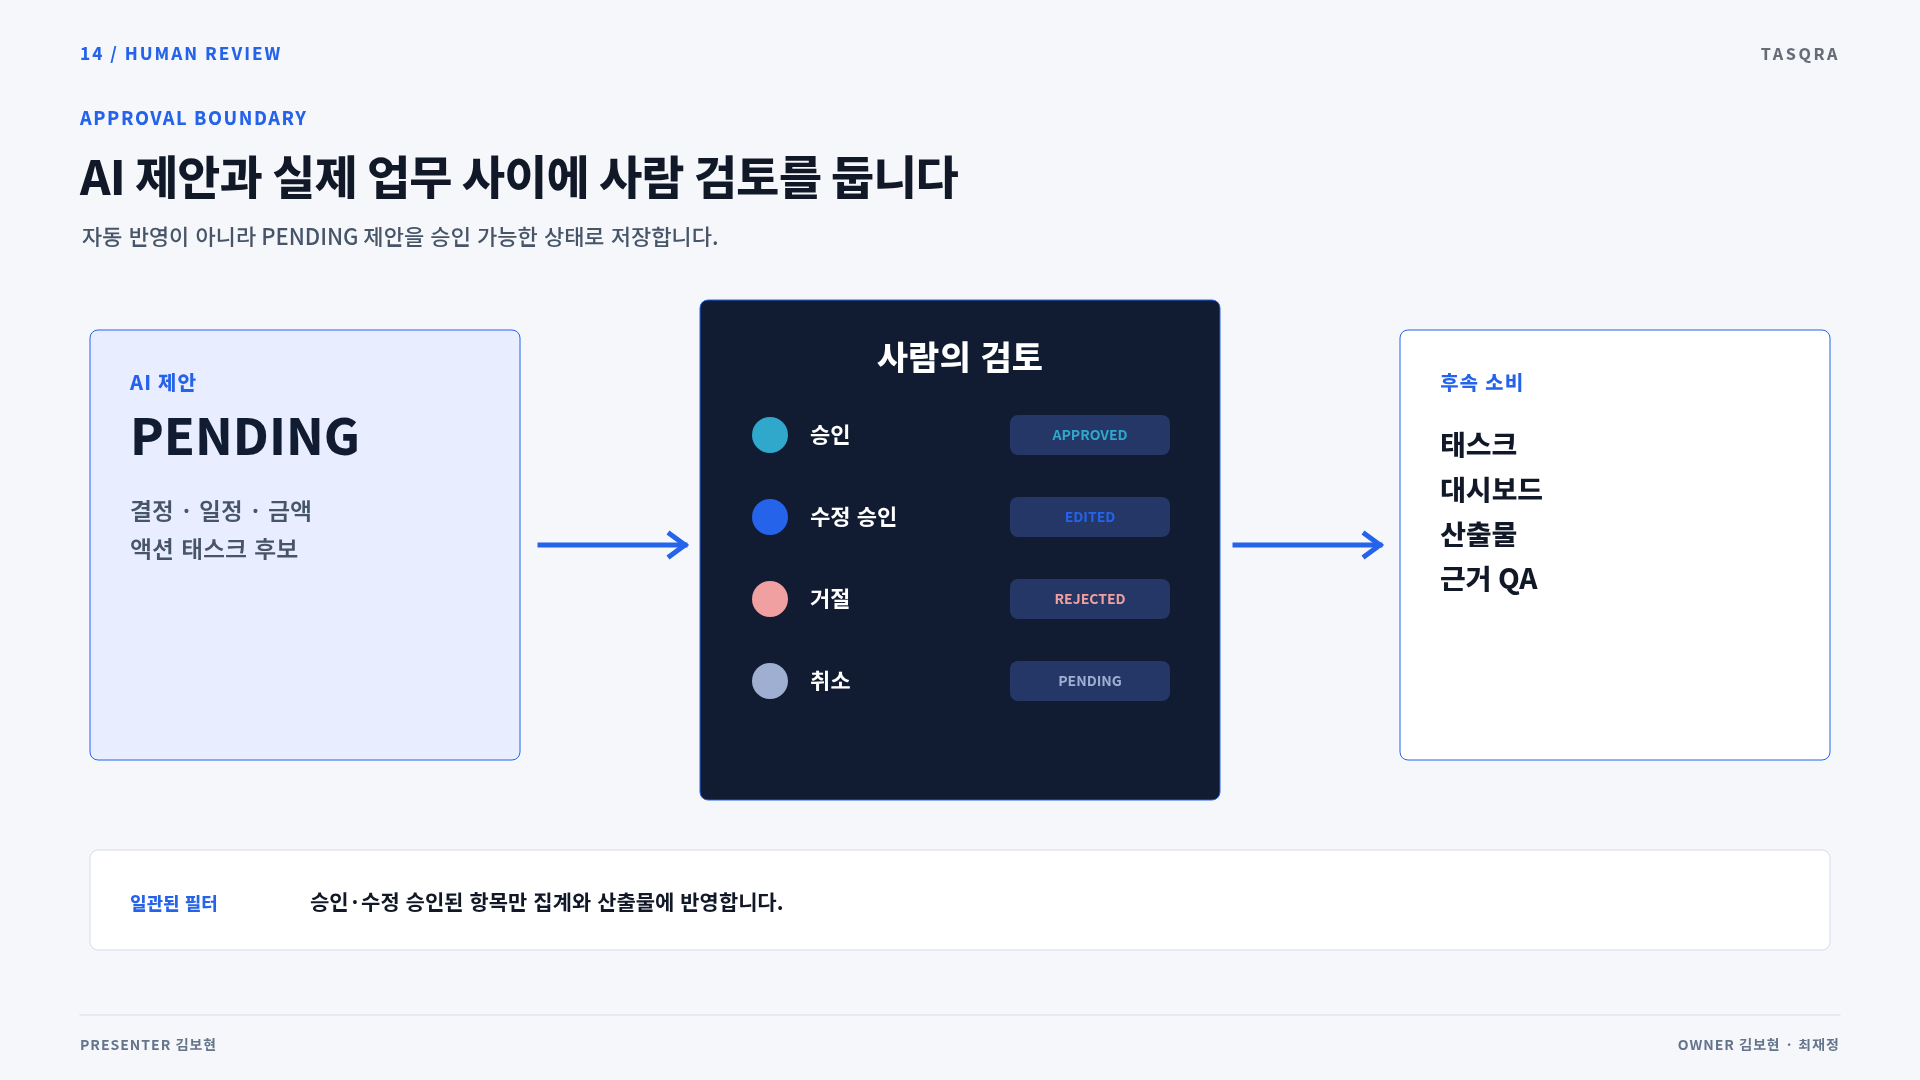 14 / HUMAN REVIEW
TASQRA
APPROVAL BOUNDARY
AI 제안과 실제 업무 사이에 사람 검토를 둡니다
자동 반영이 아니라 PENDING 제안을 승인 가능한 상태로 저장합니다.
AI 제안
PENDING
결정 · 일정 · 금액
액션 태스크 후보
사람의 검토
승인
APPROVED
수정 승인
EDITED
거절
REJECTED
취소
PENDING
후속 소비
태스크
대시보드
산출물
근거 QA
일관된 필터
승인·수정 승인된 항목만 집계와 산출물에 반영합니다.
PRESENTER 김보현
OWNER 김보현 · 최재정